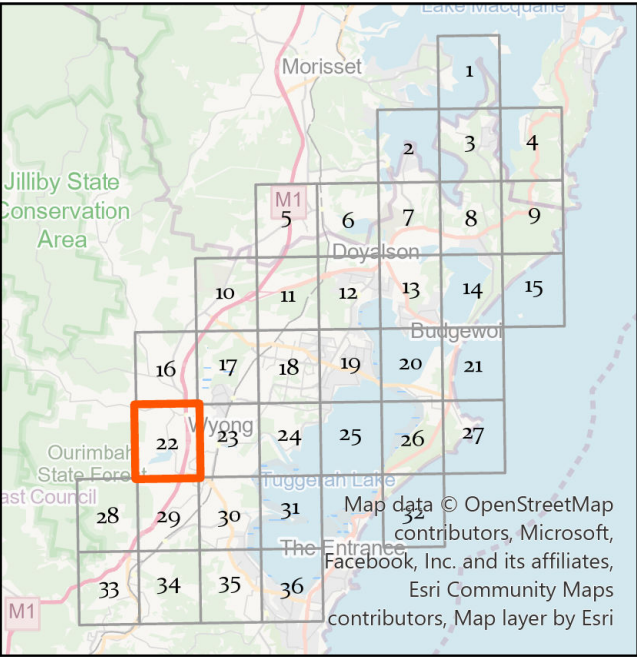 Lake Macquarie
Morisset
1
2
3
4
Jilliby State
Conservation
Area
M1
5
6
7
8
9
Doyalson
10
11
12
13
14
15
Budgewoi
16
17
18
19
20
21
Wyong
22
23
24
25
26
27
Ourimbah
State Forest
ast Council
Tuggerah Lake
28
29
30
31
32
Map data © OpenStreetMap
contributors, Microsoft,
The Entrance
Facebook, Inc. and its affiliates,
Esri Community Maps
contributors, Map layer by Esri
33
34
35
36
M1